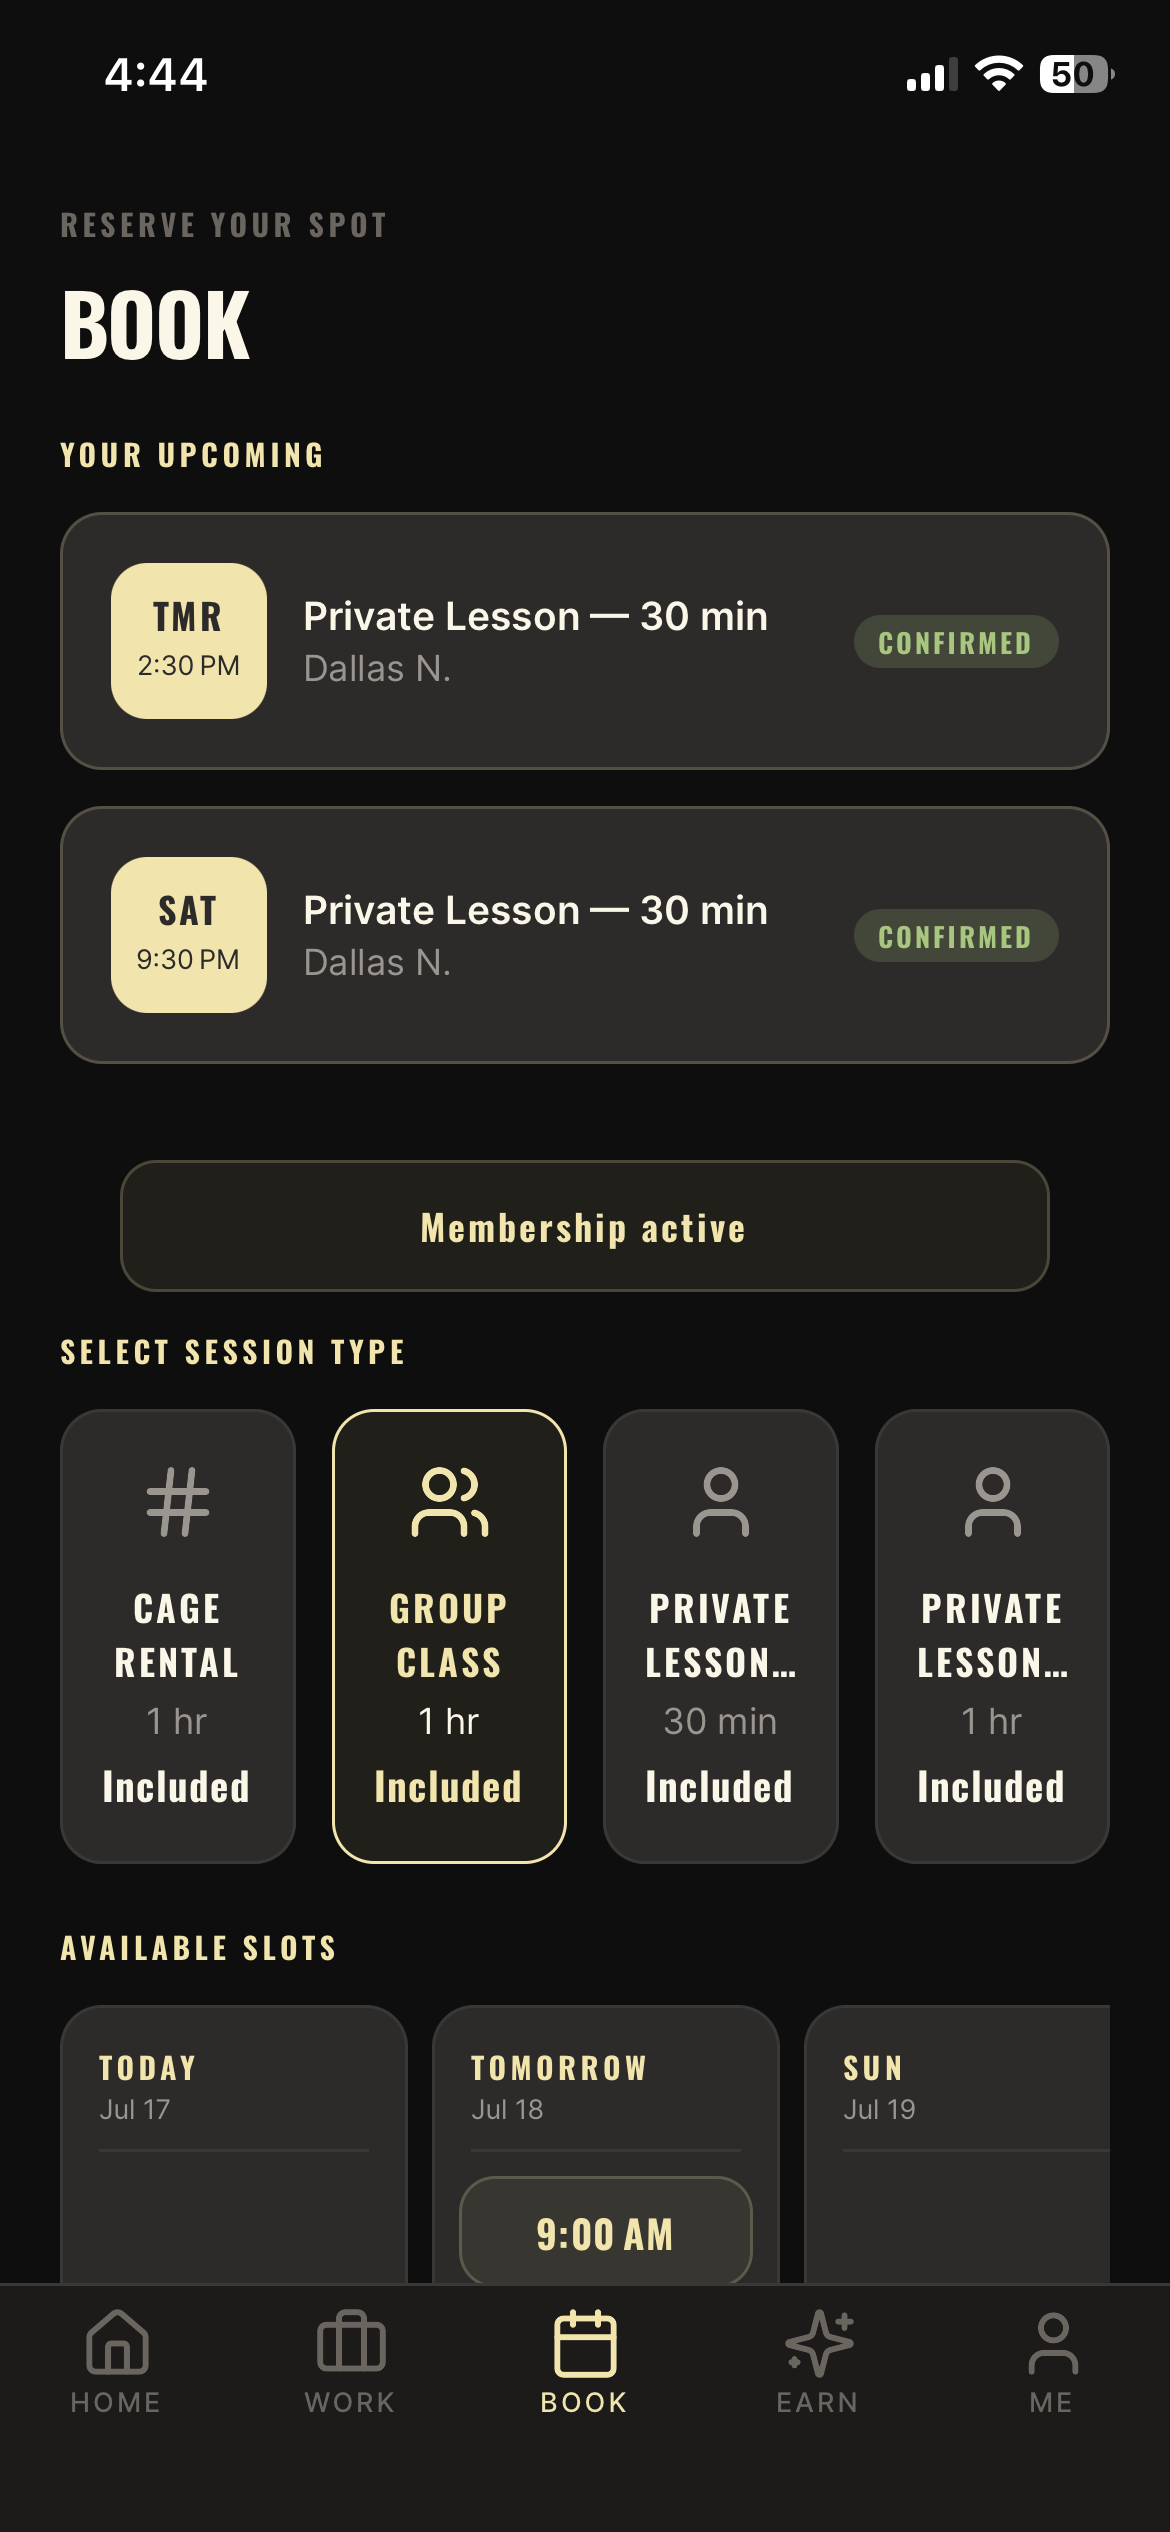 4:44
50
RESERVE YOUR SPOT
BOOK
YOUR UPCOMING
TMR
2:30 PM
Private Lesson — 30 min
Dallas N.
CONFIRMED
SAT
9:30 PM
Private Lesson — 30 min
Dallas N.
CONFIRMED
Membership active
SELECT SESSION TYPE
CAGE
RENTAL
1 hr
Included
GROUP
CLASS
1 hr
Included
PRIVATE
LESSON...
30 min
Included
PRIVATE
LESSON...
1 hr
Included
AVAILABLE SLOTS
TODAY
Jul 17
TOMORROW
Jul 18
9:00 AM
SUN
Jul 19
HOME
WORK
BOOK
EARN
ME